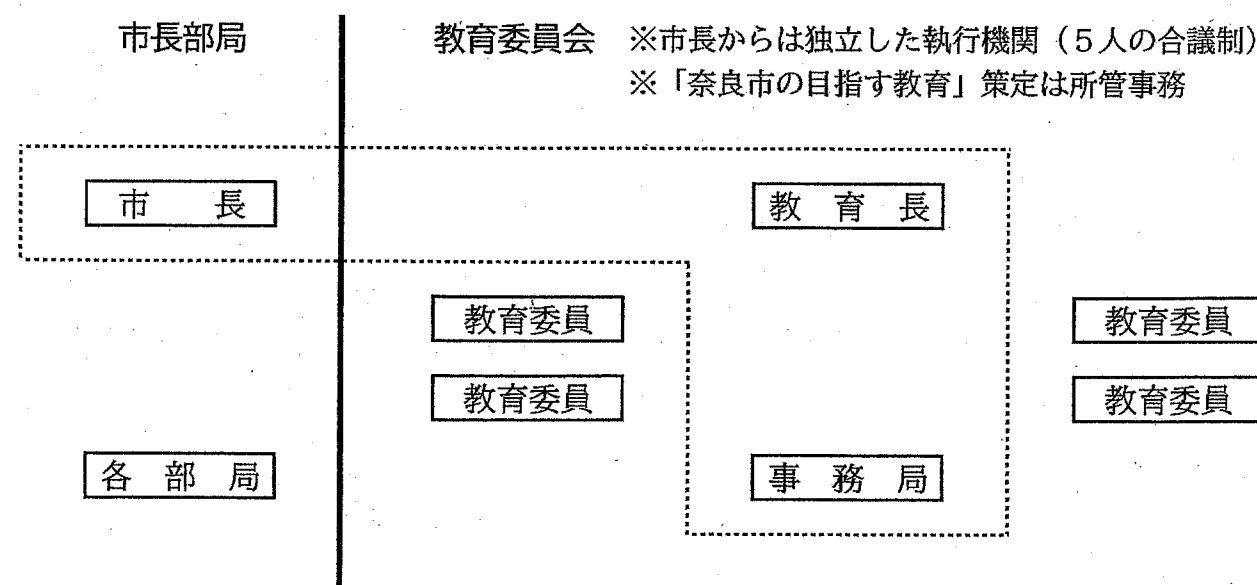 市長部局
教育委員会 ※市長からは独立した執行機関（5人の合議制）
※「奈良市の目指す教育」策定は所管事務
市　長
教　育　長
教育委員
教育委員
教育委員
教育委員
各　部　局
事　務　局